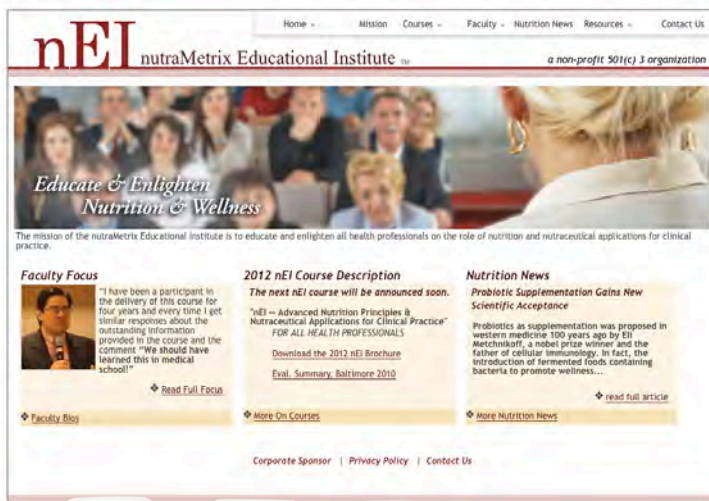 Home
Mission
Courses
Faculty
Nutrition News
Resources
Contact Us
nEI nutraMetrix Educational Institute TM
a non-profit 501(c) 3 organization
Educate & Enlighten
Nutrition & Wellness
The mission of the nutraMetrix Educational Institute is to educate and enlighten all health professionals on the role of nutrition and nutraceutical applications for clinical
practice.
Faculty Focus
"I have been a participant in
the delivery of this course for
four years and every time I get
similar responses about the
outstanding information
provided in the course and the
comment "We should have
learned this in medical
school!"
Read Full Focus
Faculty Bios
2012 nEI Course Description
The next nEI course will be announced soon.
"nEI -- Advanced Nutrition Principles &
Nutraceutical Applications for Clinical Practice"
FOR ALL HEALTH PROFESSIONALS
Download the 2012 nEI Brochure
Eval. Summary, Baltimore 2010
More On Courses
Nutrition News
Probiotic Supplementation Gains New
Scientific Acceptance
Probiotics as supplementation was proposed in
western medicine 100 years ago by Eli
Metchnikoff, a nobel prize winner and the
father of cellular immunology. In fact, the
introduction of fermented foods containing
bacteria to promote wellness...
read full article
More Nutrition News
Corporate Sponsor | Privacy Policy | Contact Us